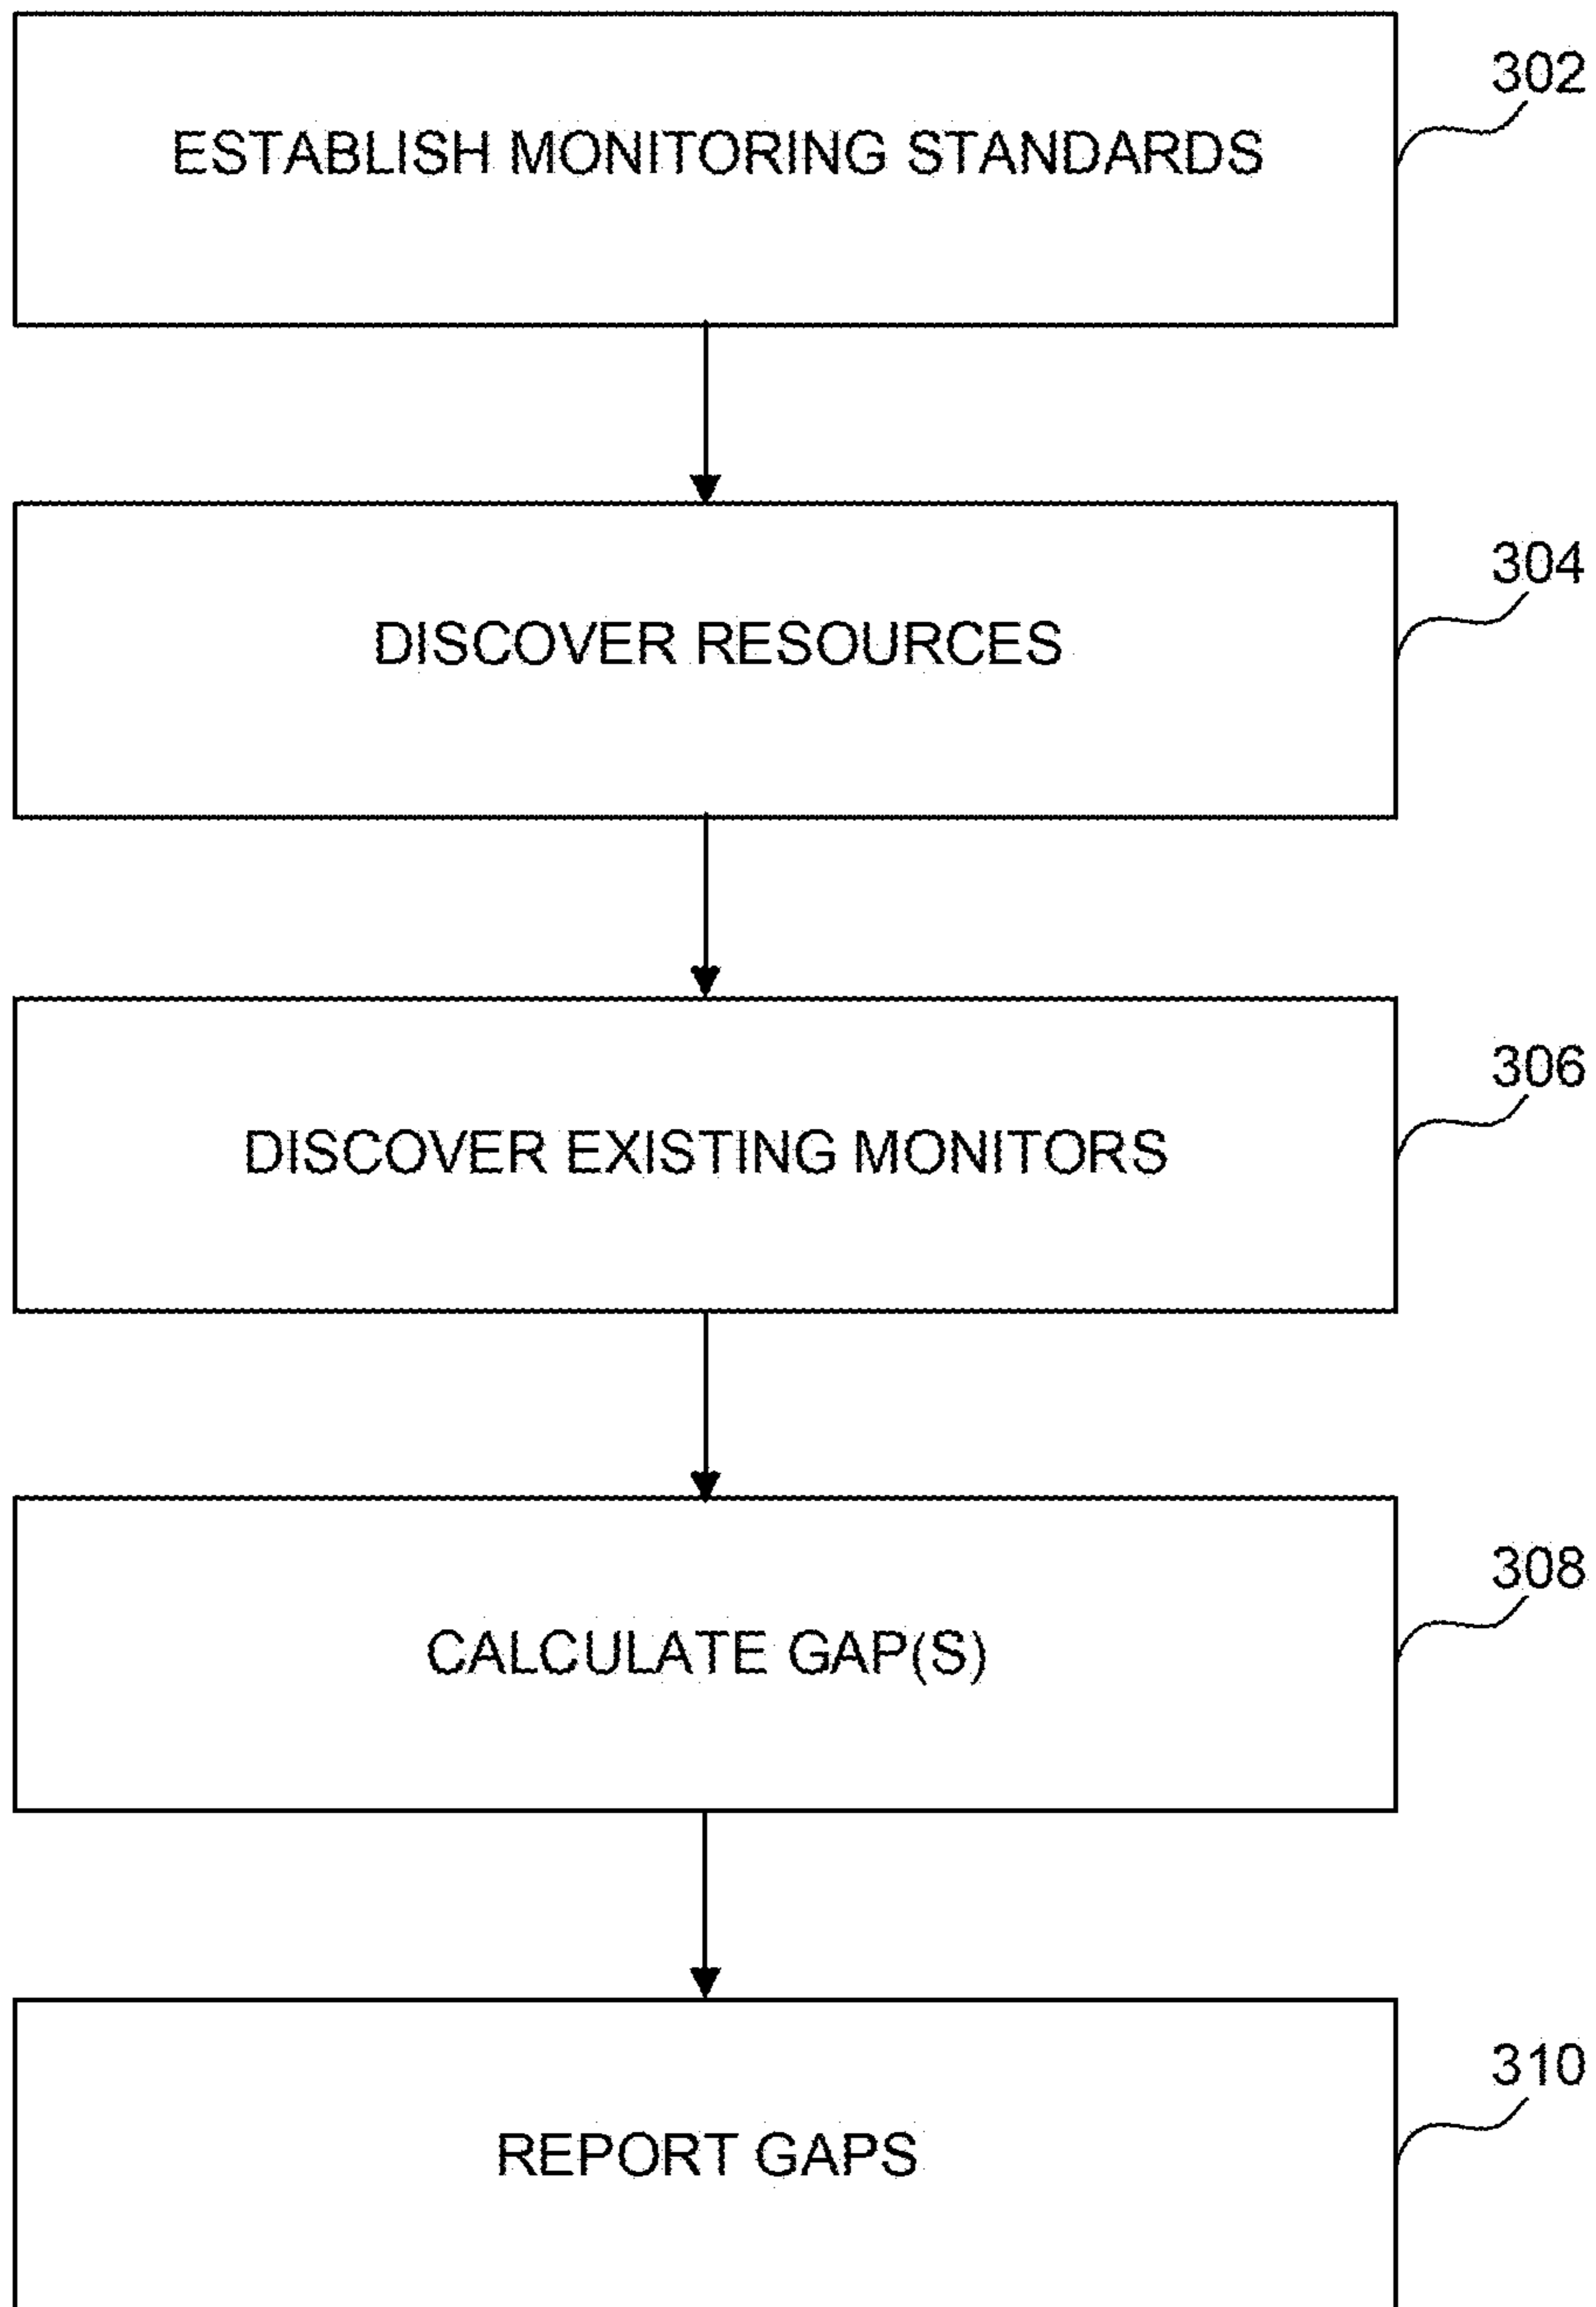 302
ESTABLISH MONITORING STANDARDS
304
DISCOVER RESOURCES
306
DISCOVER EXISTING MONITORS
308
CALCULATE GAP(S)
310
REPORT GAPS